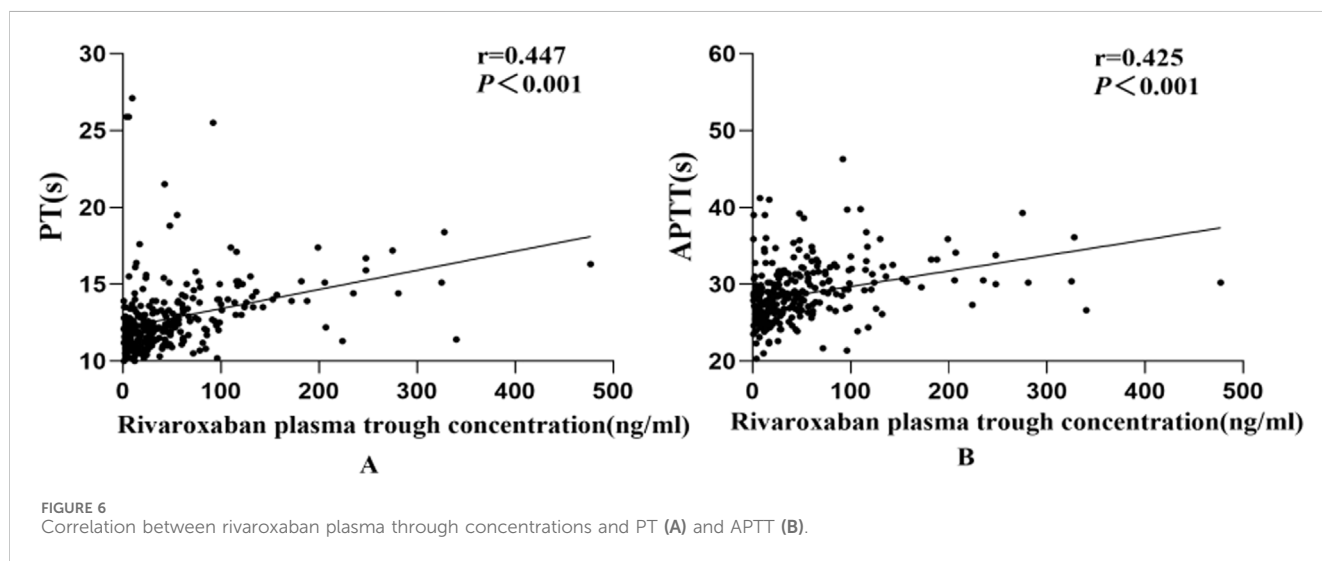 30
25
20
15
10
PT(s)
r=0.447
P<0.001
0
100
200
300
400
500
Rivaroxaban plasma trough concentration(ng/ml)
A
60
50
40
30
20
APTT(s)
r=0.425
P<0.001
0
100
200
300
400
500
Rivaroxaban plasma trough concentration(ng/ml)
B
FIGURE 6
Correlation between rivaroxaban plasma through concentrations and PT (A) and APTT (B).